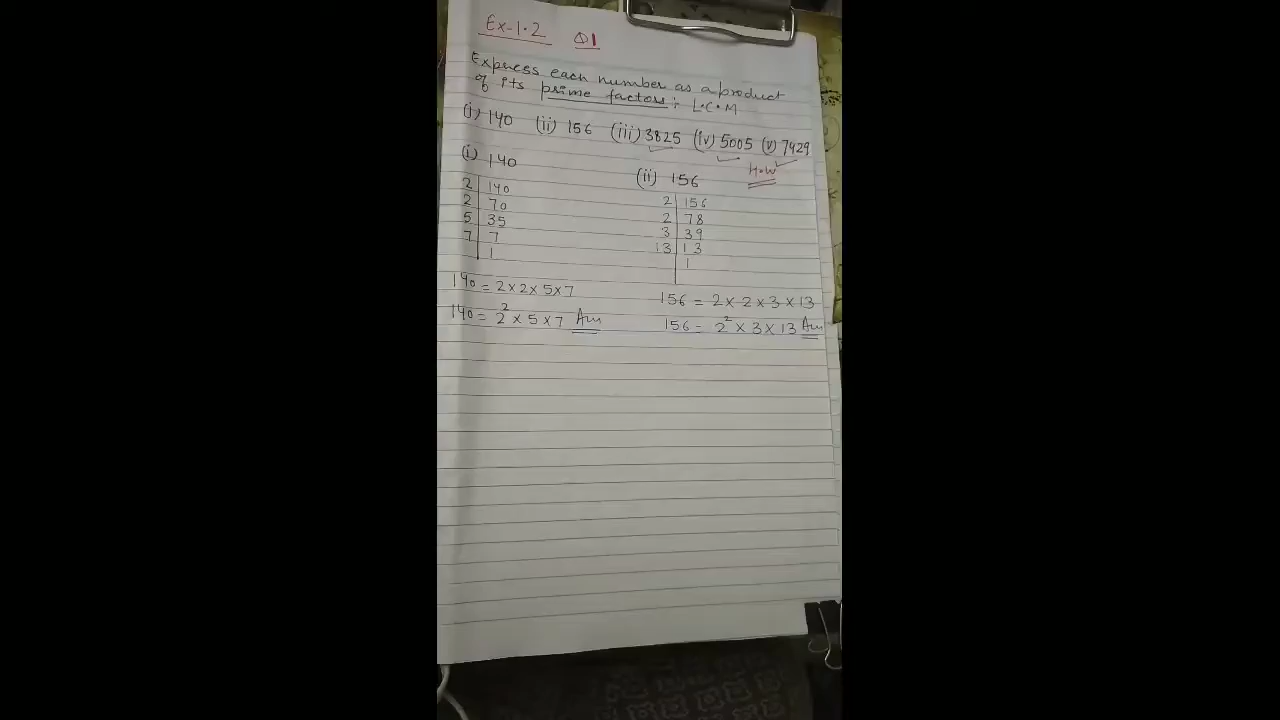 Ex-1.2 Q1
Express each number as a product
of its prime factors: L.C.M
(i) 140 (ii) 156 (iii) 3825 (iv) 5005 (v) 7429
H.W
(i) 140
2 140
2 70
5 35
7 7
1
140 = 2×2×5×7
140 = 2² × 5 × 7 Ans
(ii) 156
2 156
2 78
3 39
13 13
1
156 = 2 × 2 × 3 × 13
156 = 2² × 3 × 13 Ans